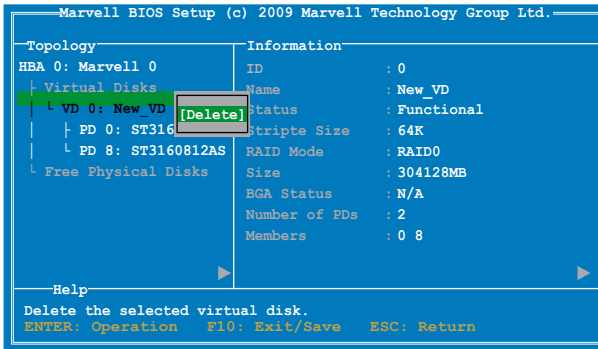 Marvell BIOS Setup (c) 2009 Marvell Technology Group Ltd.
Topology
HBA 0: Marvell 0
Virtual Disks
VD 0: New_VD
[Delete]
PD 0: ST316
PD 8: ST3160812AS
Free Physical Disks
Information
ID : 0
Name : New_VD
Status : Functional
Stripte Size : 64K
RAID Mode : RAID0
Size : 304128MB
BGA Status : N/A
Number of PDs : 2
Members : 0 8
Help
Delete the selected virtual disk.
ENTER: Operation F10: Exit/Save ESC: Return